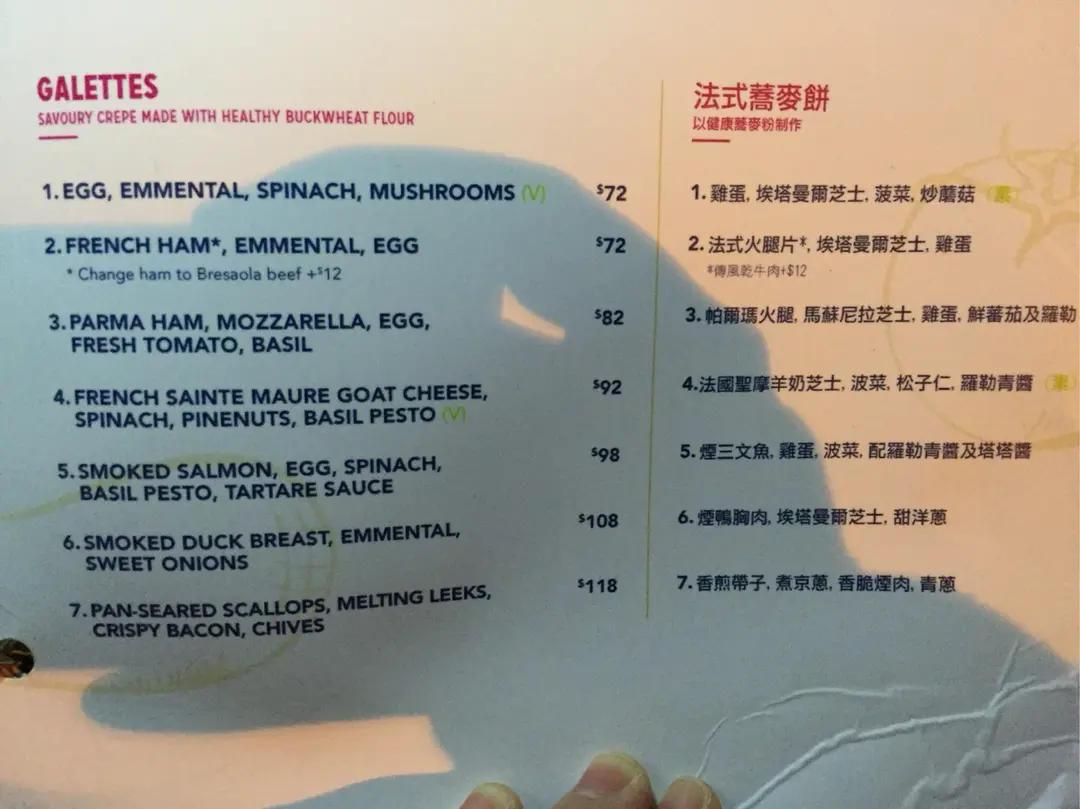 GALETTES
SAVOURY CREPE MADE WITH HEALTHY BUCKWHEAT FLOUR
1. EGG, EMMENTAL, SPINACH, MUSHROOMS (V) $72
2. FRENCH HAM*, EMMENTAL, EGG $72
* Change ham to Bresaola beef +$12
3. PARMA HAM, MOZZARELLA, EGG, $82
FRESH TOMATO, BASIL
4. FRENCH SAINTE MAURE GOAT CHEESE, $92
SPINACH, PINENUTS, BASIL PESTO (V)
5. SMOKED SALMON, EGG, SPINACH, $98
BASIL PESTO, TARTARE SAUCE
6. SMOKED DUCK BREAST, EMMENTAL, $108
SWEET ONIONS
7. PAN-SEARED SCALLOPS, MELTING LEEKS, $118
CRISPY BACON, CHIVES
法式蕎麥餅
以健康蕎麥粉制作
1. 雞蛋, 埃塔曼爾芝士, 菠菜, 炒蘑菇 (素)
2. 法式火腿片*, 埃塔曼爾芝士, 雞蛋
*傳風乾牛肉+$12
3. 帕爾瑪火腿, 馬蘇尼拉芝士, 雞蛋, 鮮蕃茄及羅勒
4. 法國聖摩羊奶芝士, 波菜, 松子仁, 羅勒青醬 (素)
5. 煙三文魚, 雞蛋, 波菜, 配羅勒青醬及塔塔醬
6. 煙鴨胸肉, 埃塔曼爾芝士, 甜洋蔥
7. 香煎帶子, 煮京蔥, 香脆煙肉, 青蔥